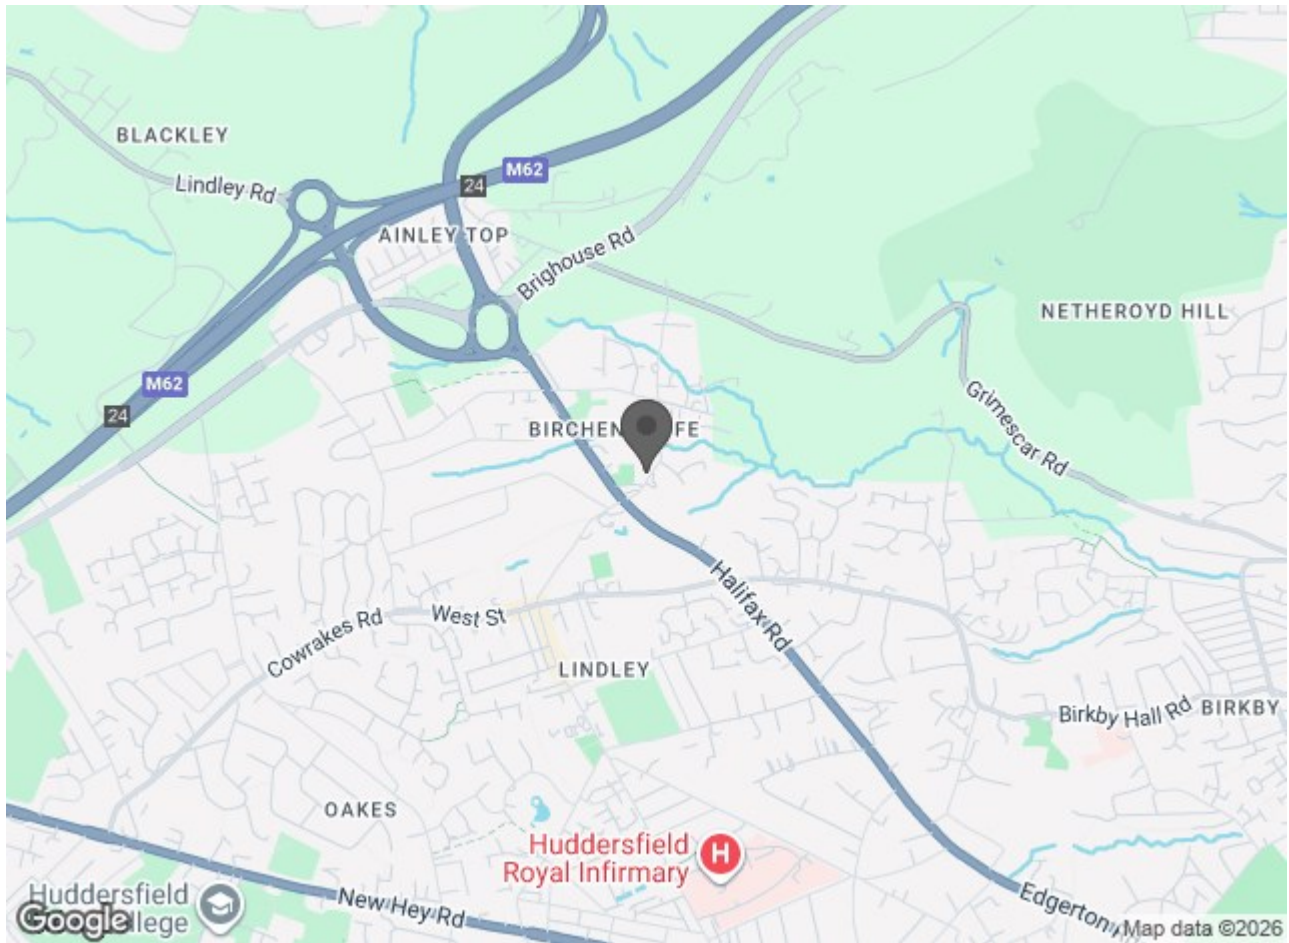 BLACKLEY
M62
24
Lindley Rd
AINLEY TOP
Brighouse Rd
NETHEROYD HILL
M62
24
Grimescar Rd
Halifax Rd
West St
Cowrakes Rd
LINDLEY
Birkby Hall Rd
BIRKBY
OAKES
Huddersfield
Royal Infirmary
H
Huddersfield
New Hey Rd
Google
Map data ©2026